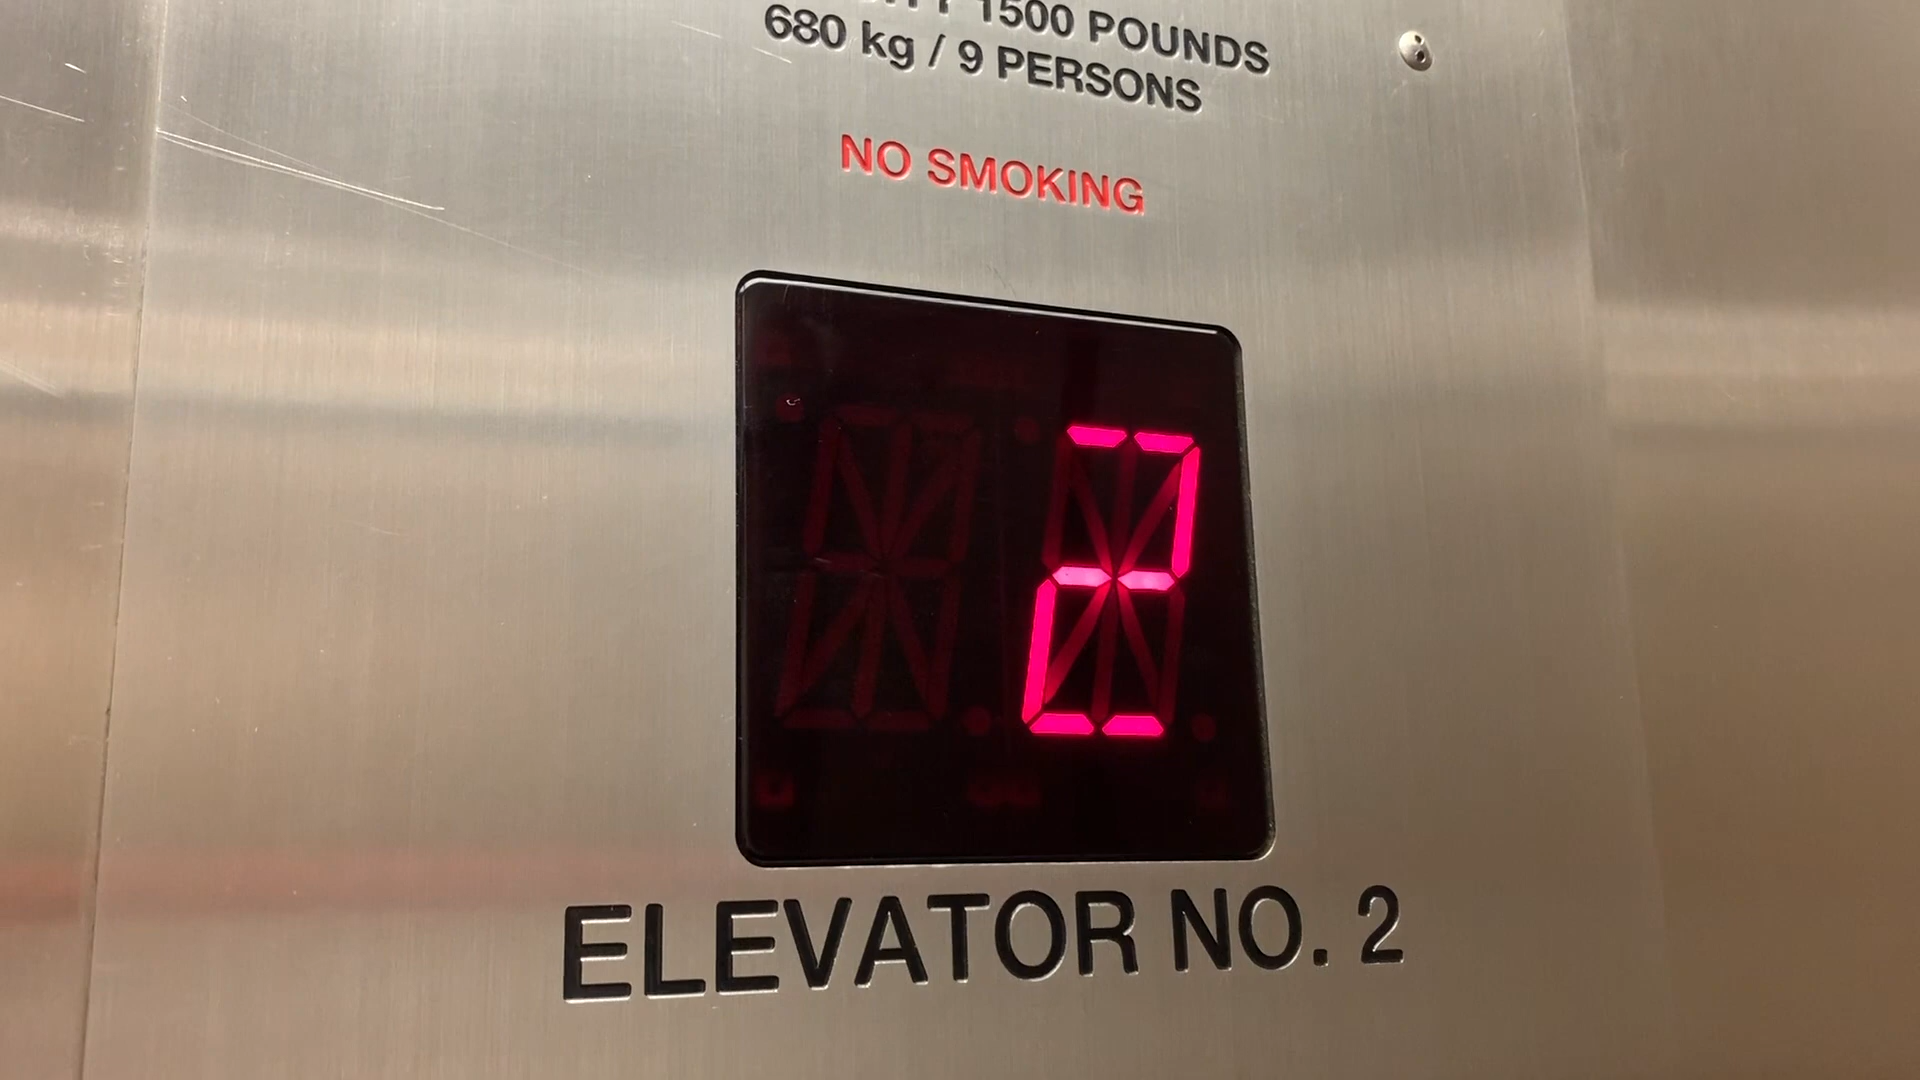 1500 POUNDS
680 kg / 9 PERSONS
NO SMOKING
2
ELEVATOR NO. 2